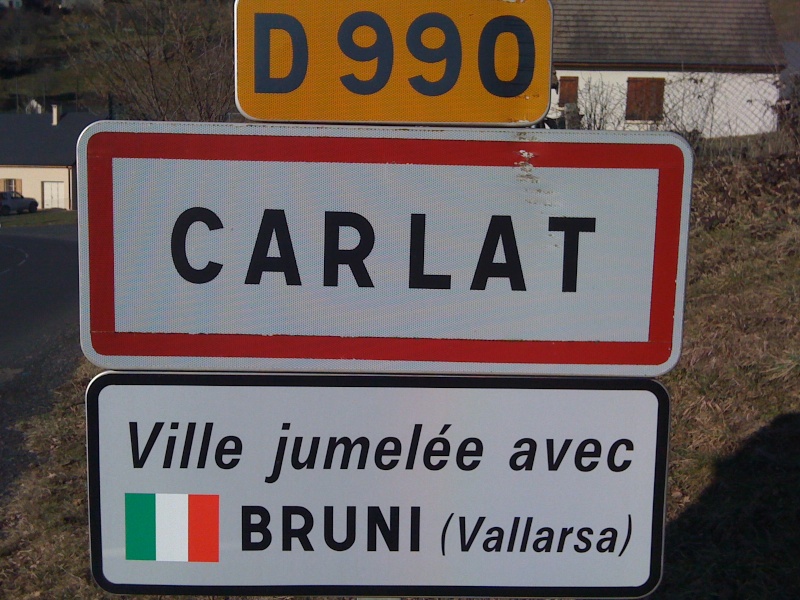 D 990
CARLAT
Ville jumelée avec
BRUNI (Vallarsa)